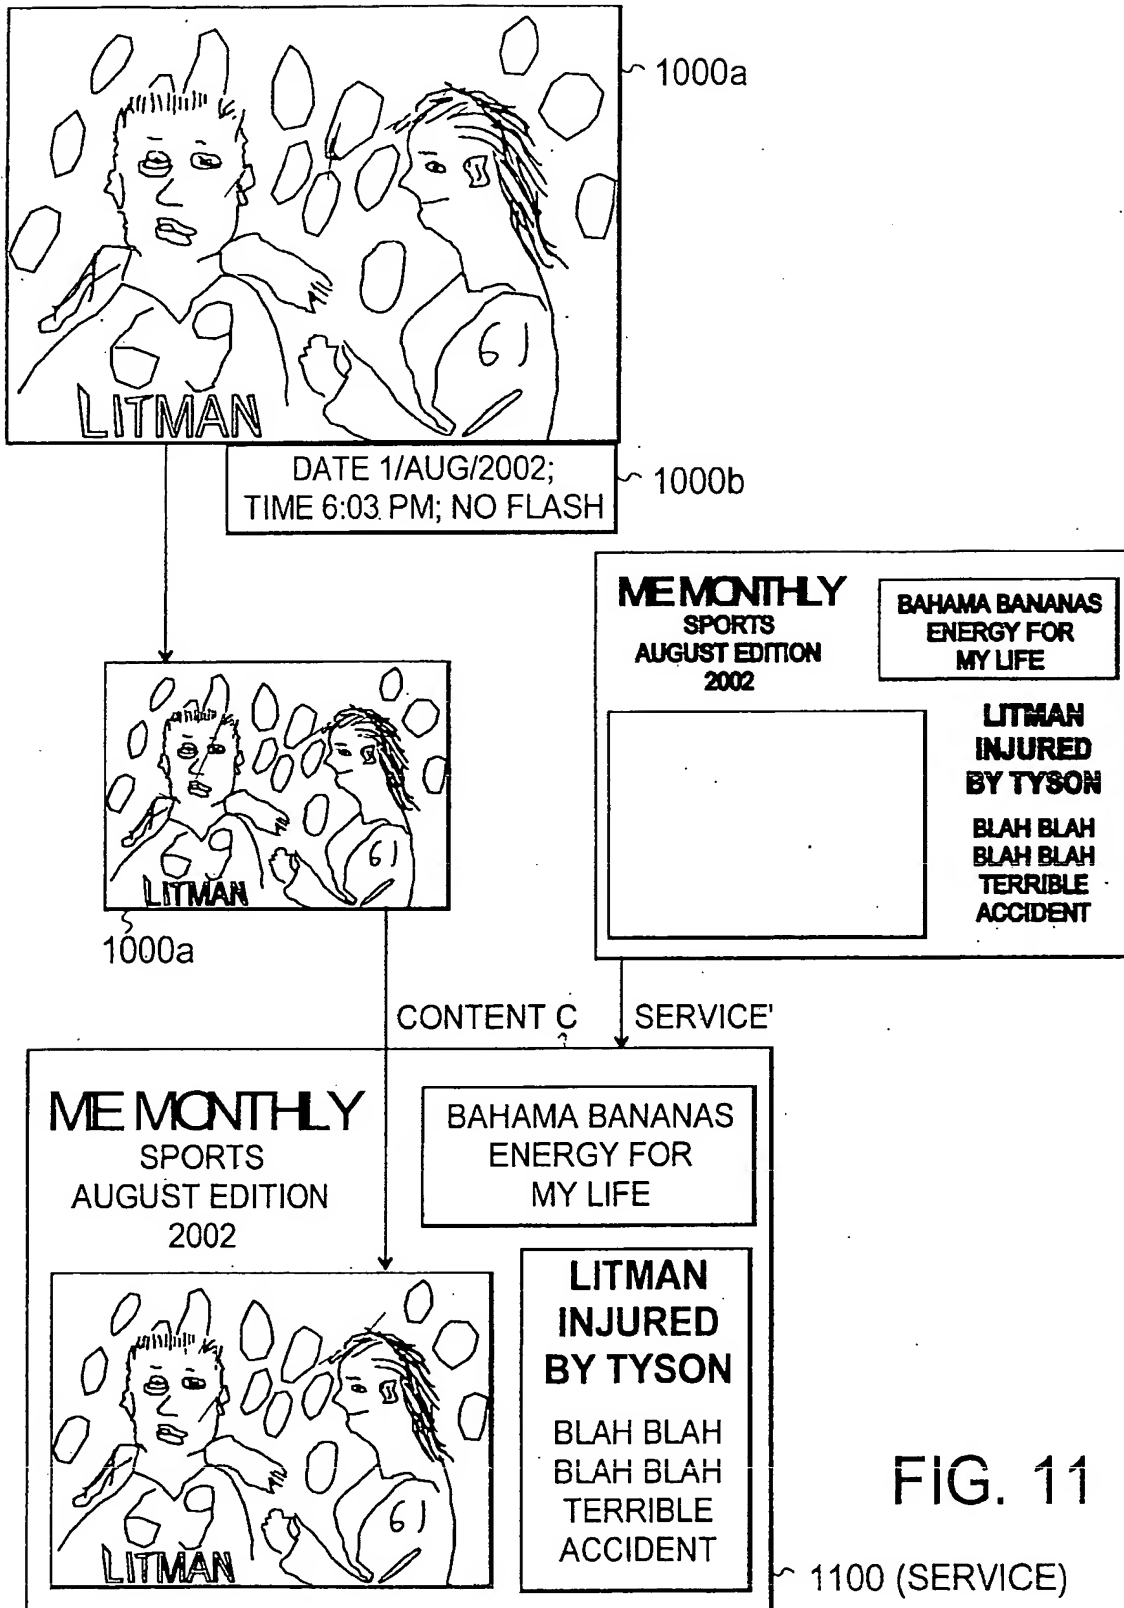 1000a
61
LITMAN
DATE 1/AUG/2002;
TIME 6:03 PM; NO FLASH
1000b
ME MONTHLY
SPORTS
AUGUST EDITION
2002
BAHAMA BANANAS
ENERGY FOR
MY LIFE
LITMAN
INJURED
BY TYSON
BLAH BLAH
BLAH BLAH
TERRIBLE
ACCIDENT
61
LITMAN
1000a
CONTENT C
SERVICE'
ME MONTHLY
SPORTS
AUGUST EDITION
2002
BAHAMA BANANAS
ENERGY FOR
MY LIFE
LITMAN
INJURED
BY TYSON
BLAH BLAH
BLAH BLAH
TERRIBLE
ACCIDENT
61
LITMAN
FIG. 11
1100 (SERVICE)